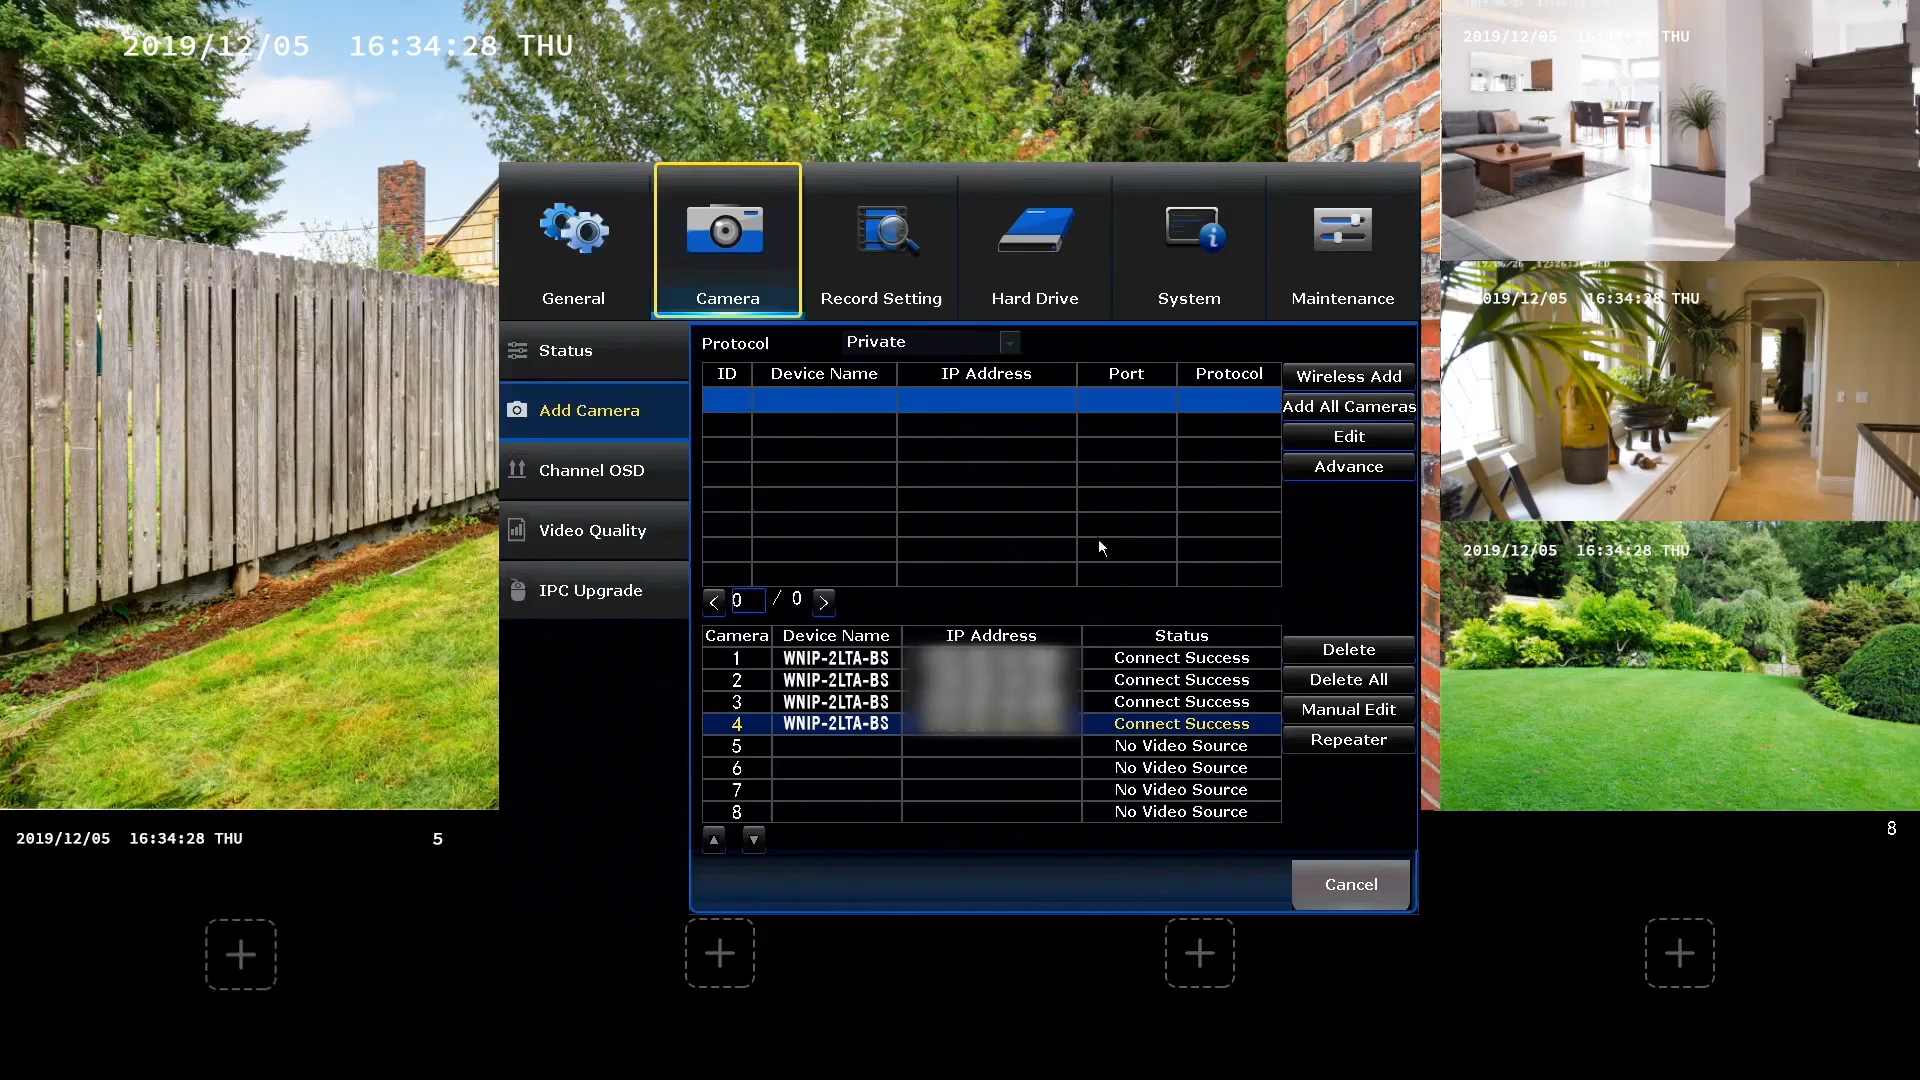 2019/12/05 16:34:28 THU
2019/12/05 16:34:28 THU
2019/12/05 16:34:28 THU
2019/12/05 16:34:28 THU
General
Camera
Record Setting
Hard Drive
System
Maintenance
Status
Add Camera
Channel OSD
Video Quality
IPC Upgrade
Protocol Private
ID Device Name IP Address Port Protocol
Wireless Add
Add All Cameras
Edit
Advance
< 0 / 0 >
Camera Device Name IP Address Status
1 WNIP-2LTA-BS Connect Success
2 WNIP-2LTA-BS Connect Success
3 WNIP-2LTA-BS Connect Success
4 WNIP-2LTA-BS Connect Success
5 No Video Source
6 No Video Source
7 No Video Source
8 No Video Source
Delete
Delete All
Manual Edit
Repeater
Cancel
2019/12/05 16:34:28 THU 5
8